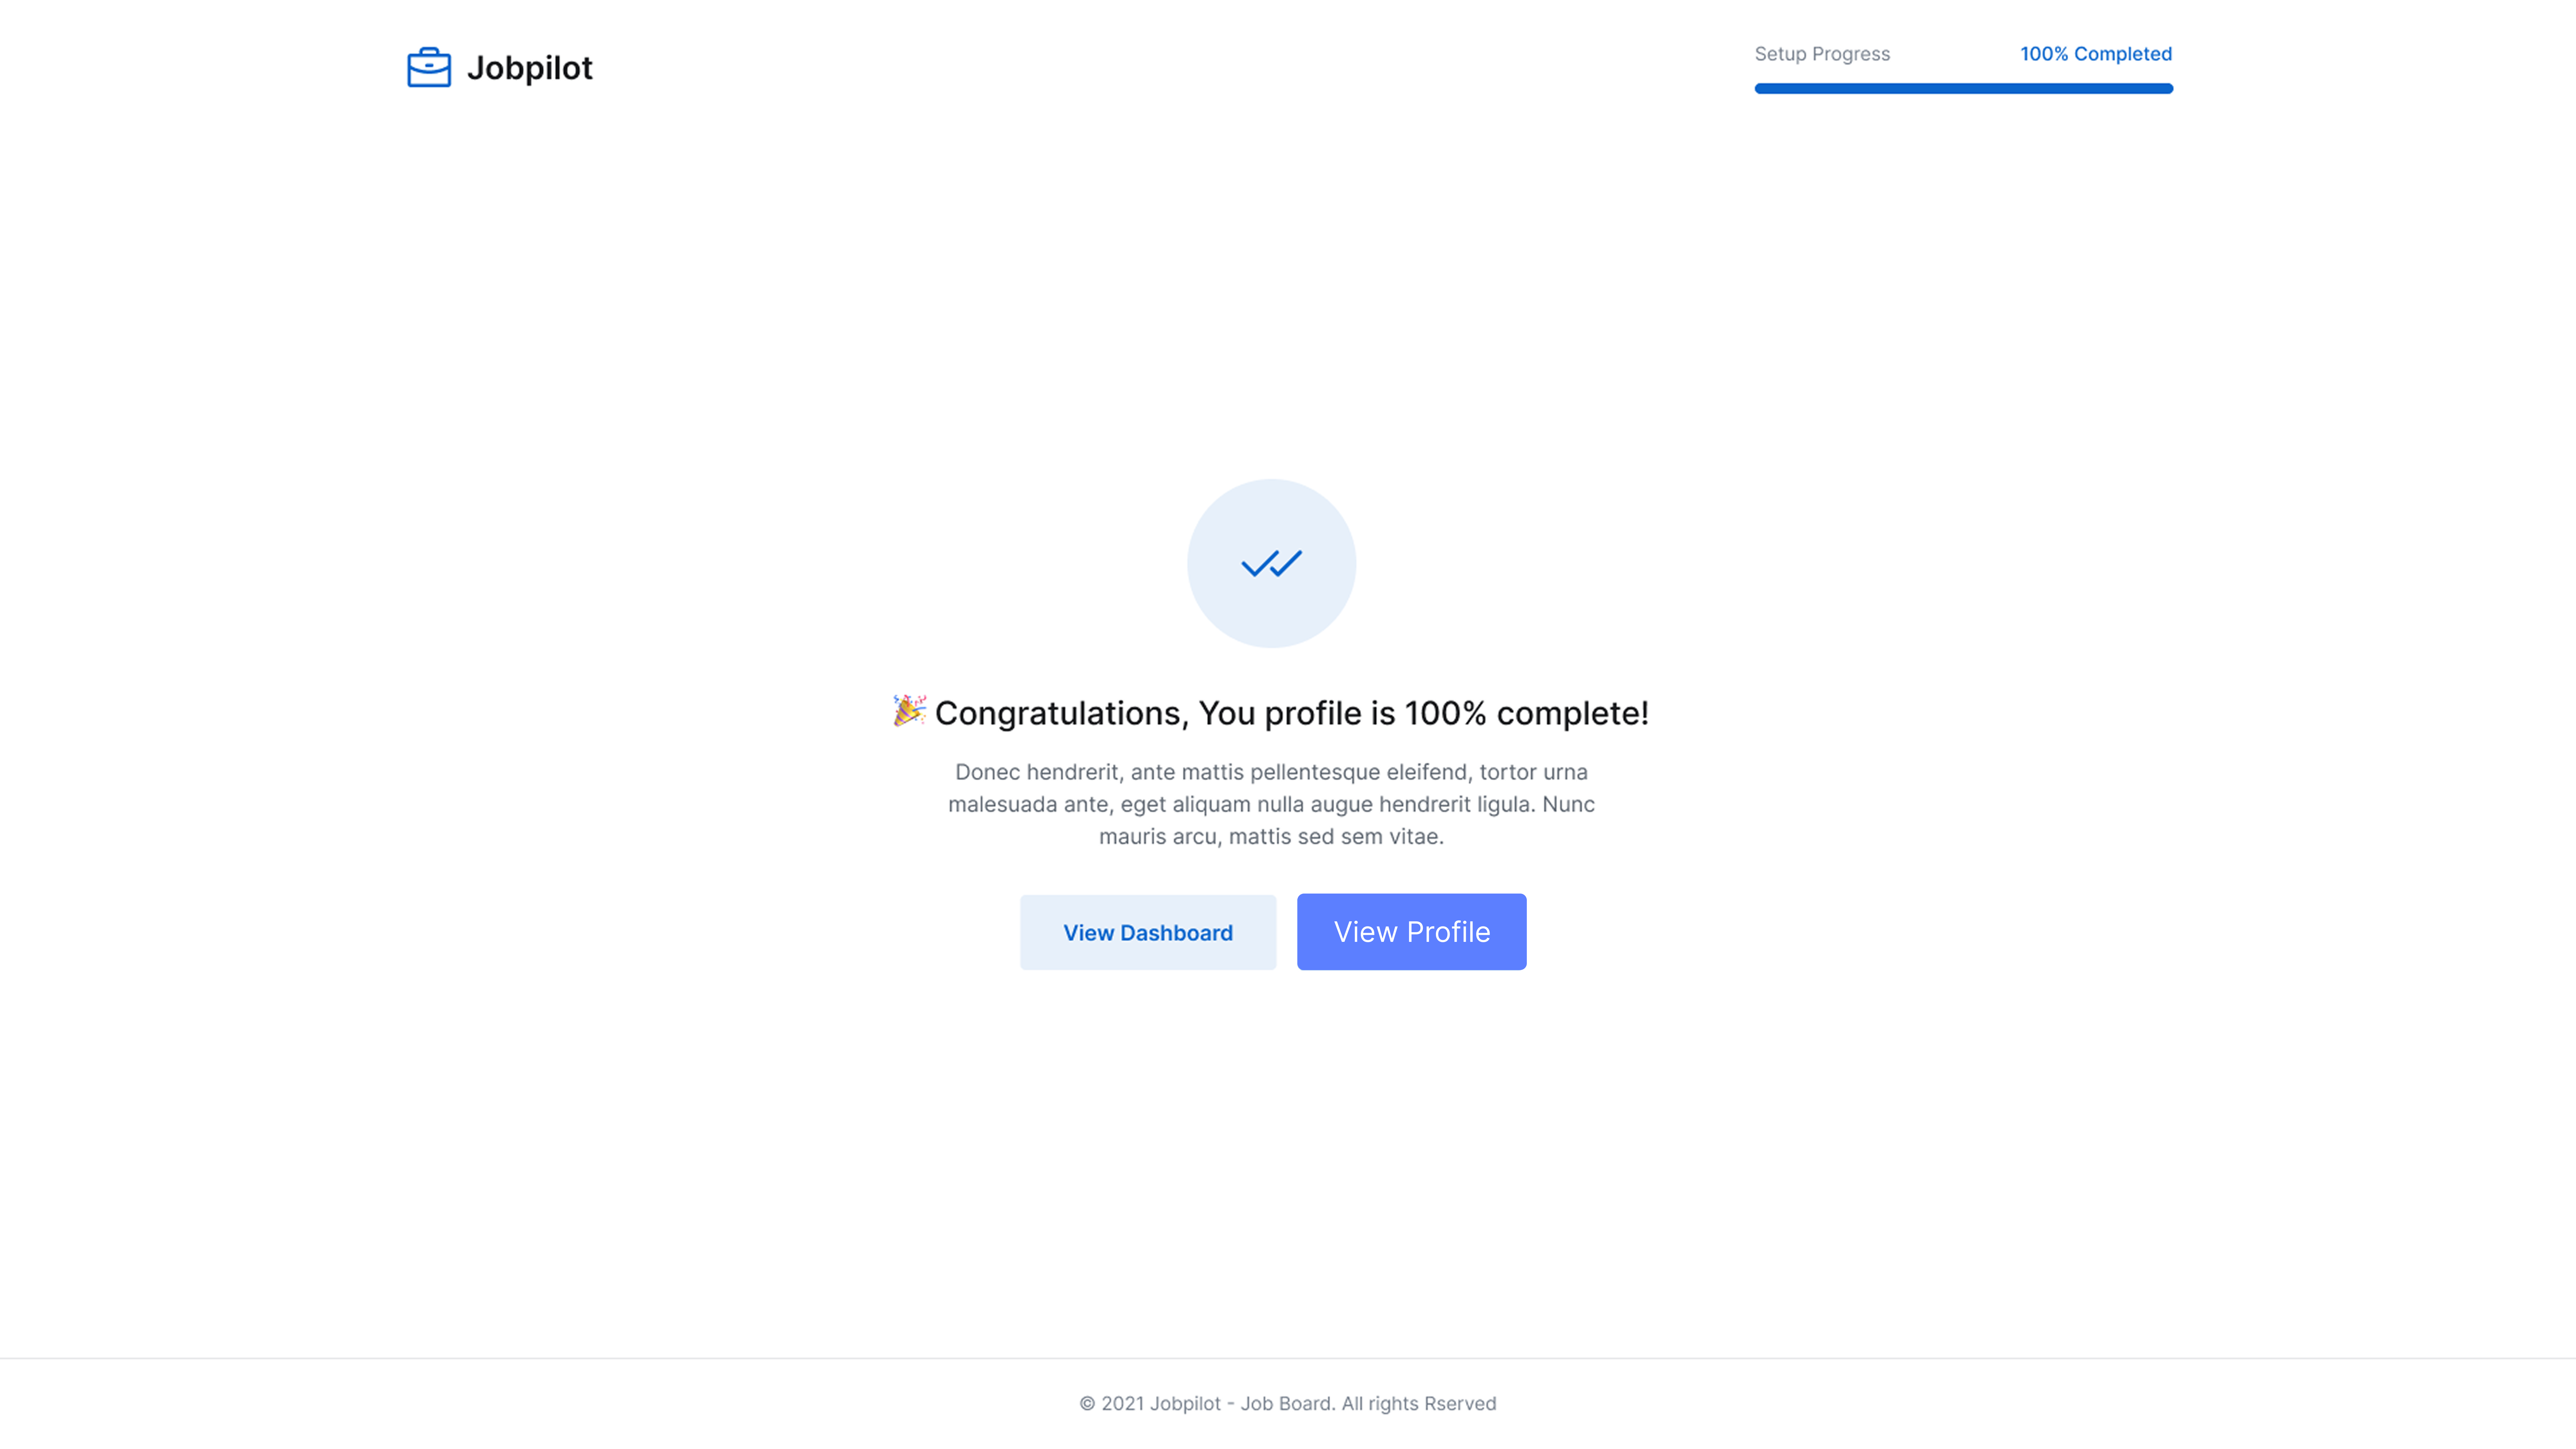 Jobpilot
Setup Progress
100% Completed
🎉 Congratulations, You profile is 100% complete!
Donec hendrerit, ante mattis pellentesque eleifend, tortor urna
malesuada ante, eget aliquam nulla augue hendrerit ligula. Nunc
mauris arcu, mattis sed sem vitae.
View Dashboard
View Profile
© 2021 Jobpilot - Job Board. All rights Rserved